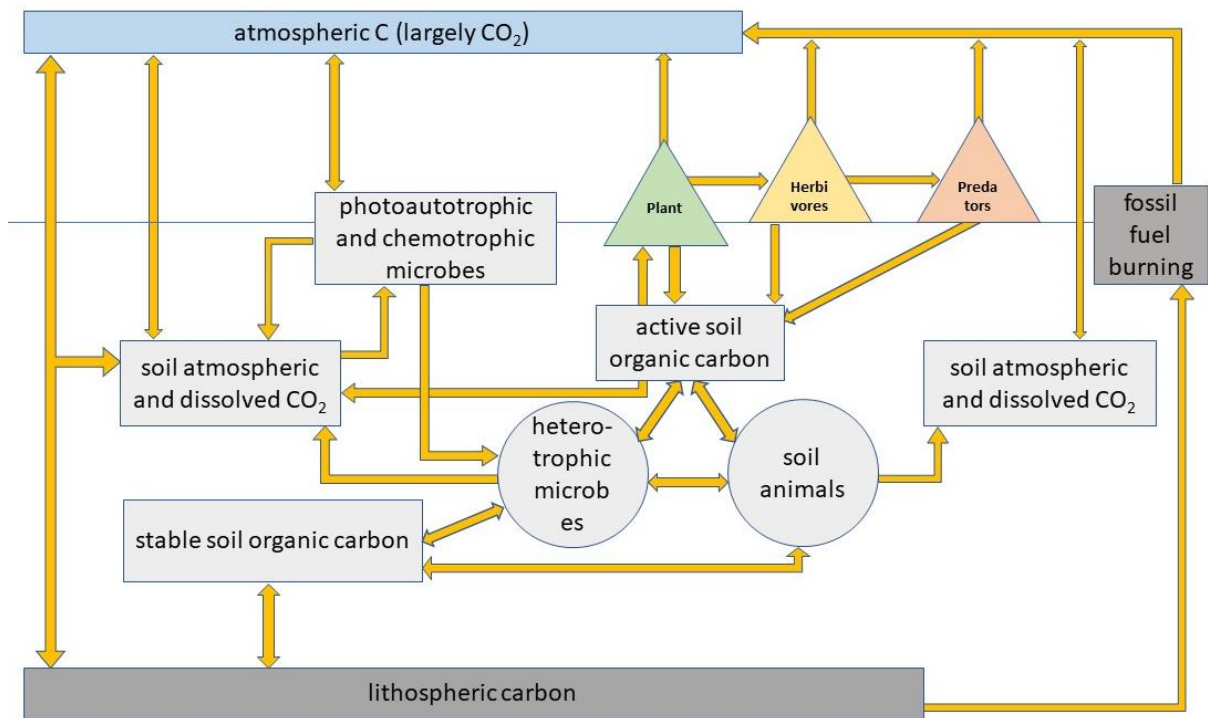 atmospheric C (largely CO₂)
Plant
Herbi
vores
Preda
tors
photoautotrophic
and chemotrophic
microbes
fossil
fuel
burning
active soil
organic carbon
soil atmospheric
and dissolved CO₂
soil atmospheric
and dissolved CO₂
hetero-
trophic
microb
es
soil
animals
stable soil organic carbon
lithospheric carbon